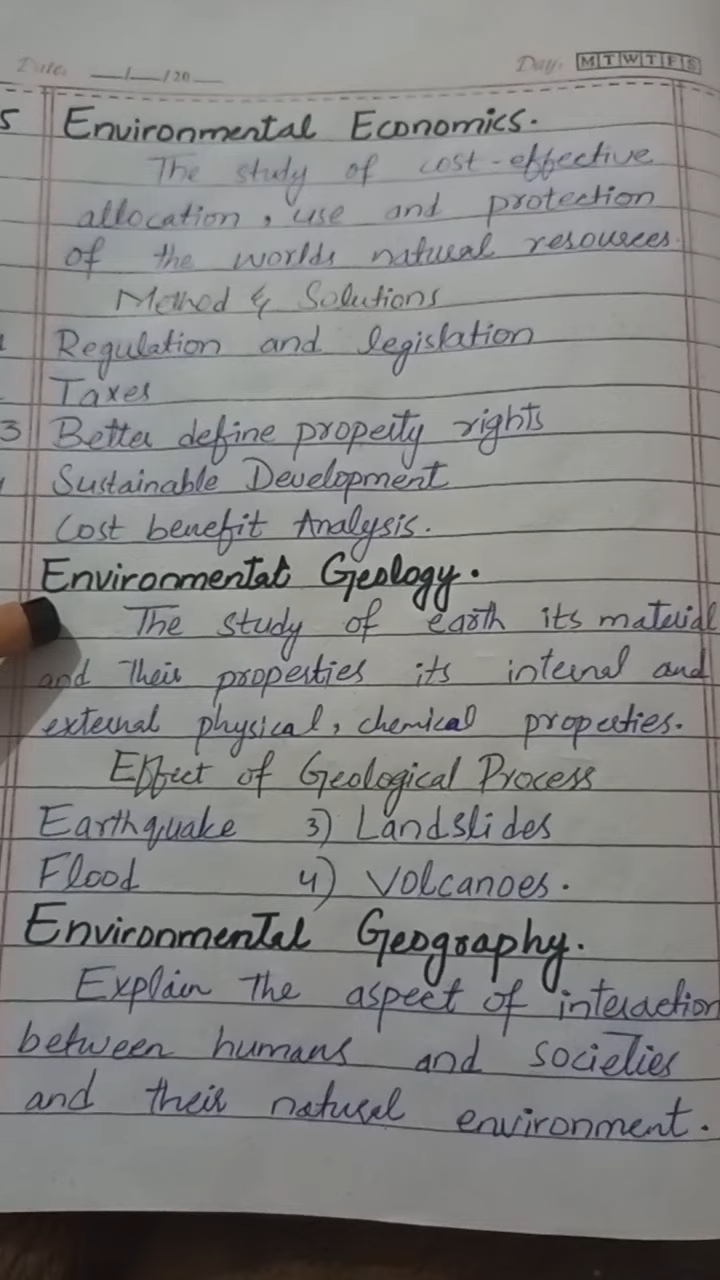 Date: __/__/20__ Day: M T W T F S
5 Environmental Economics.
The study of cost-effective
allocation, use and protection
of the worlds natural resources.
Method & Solutions
Regulation and legislation
Taxes
3 Better define property rights
Sustainable Development
Cost benefit Analysis.
Environmental Geology.
The study of earth its material
and their properties its internal and
external physical, chemical properties.
Effect of Geological Process
Earthquake 3) Landslides
Flood 4) Volcanoes.
Environmental Geography.
Explain the aspect of interaction
between humans and societies
and their natural environment.